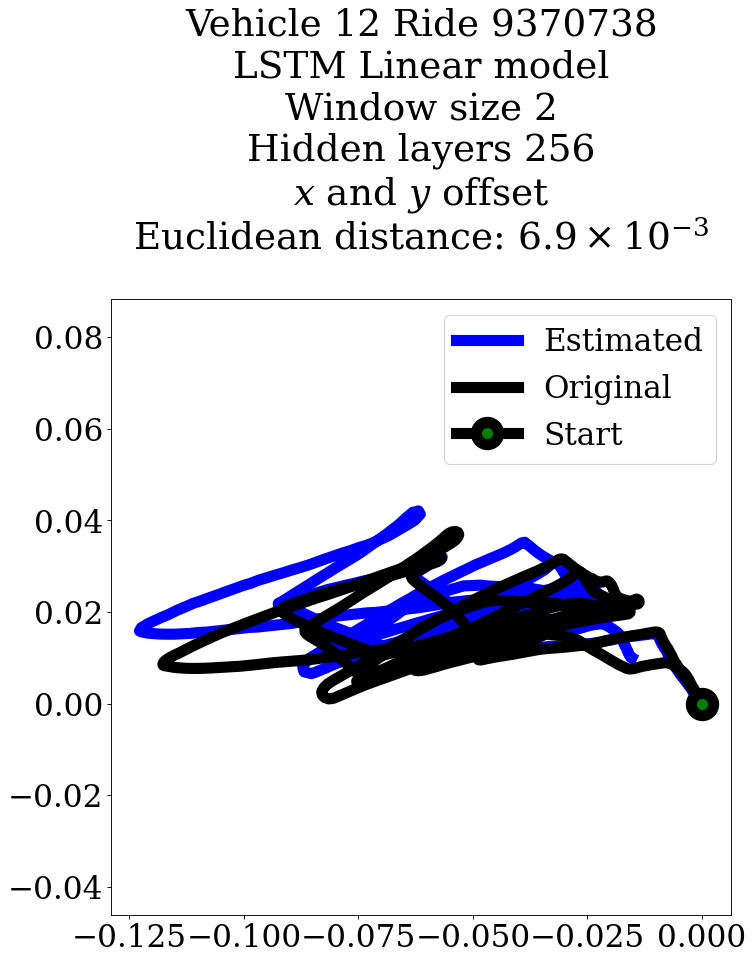 Vehicle 12 Ride 9370738
LSTM Linear model
Window size 2
Hidden layers 256
x and y offset
Euclidean distance: 6.9 × 10⁻³
Estimated
Original
Start
0.08
0.06
0.04
0.02
0.00
−0.02
−0.04
−0.125 −0.100 −0.075 −0.050 −0.025 0.000